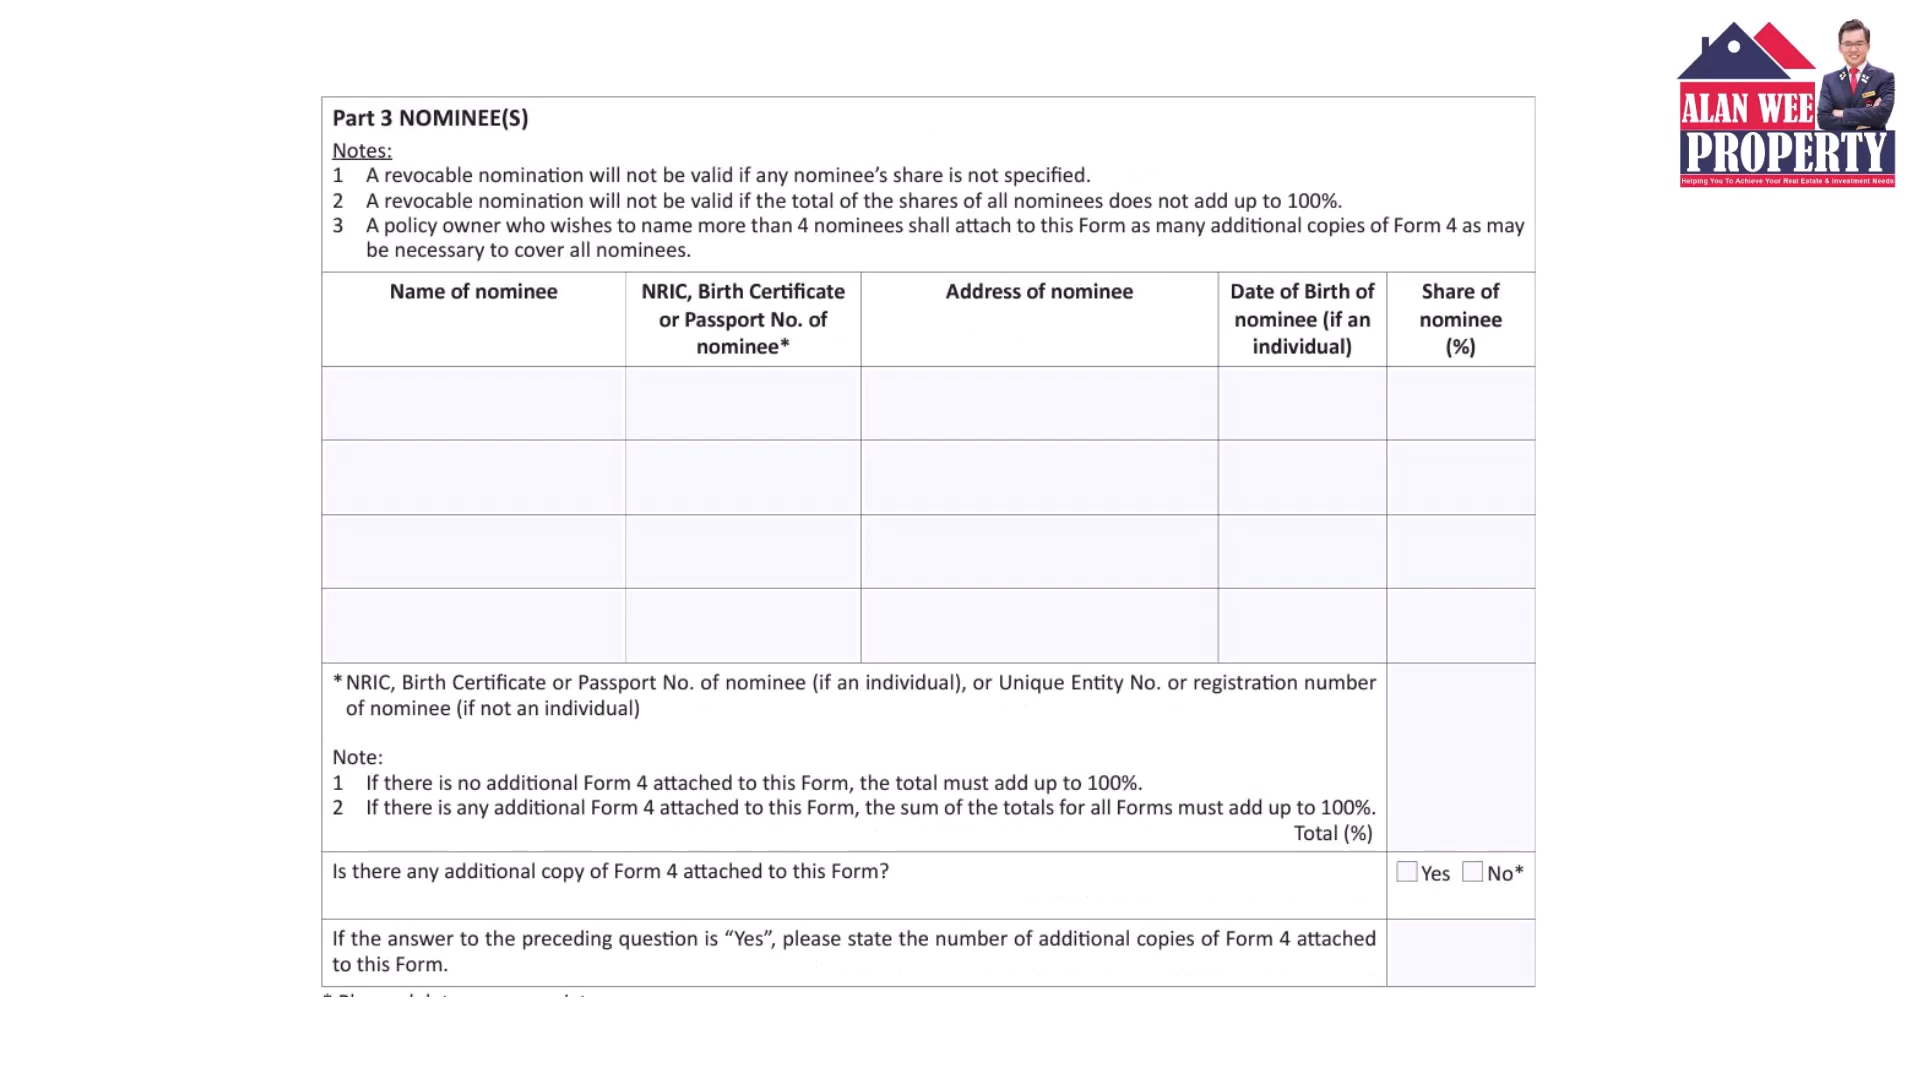 ALAN WEE
PROPERTY
Helping You To Achieve Your Real Estate & Investment Needs
Part 3 NOMINEE(S)
Notes:
1 A revocable nomination will not be valid if any nominee's share is not specified.
2 A revocable nomination will not be valid if the total of the shares of all nominees does not add up to 100%.
3 A policy owner who wishes to name more than 4 nominees shall attach to this Form as many additional copies of Form 4 as may
be necessary to cover all nominees.
Name of nominee
NRIC, Birth Certificate
or Passport No. of
nominee*
Address of nominee
Date of Birth of
nominee (if an
individual)
Share of
nominee
(%)
* NRIC, Birth Certificate or Passport No. of nominee (if an individual), or Unique Entity No. or registration number
of nominee (if not an individual)
Note:
1 If there is no additional Form 4 attached to this Form, the total must add up to 100%.
2 If there is any additional Form 4 attached to this Form, the sum of the totals for all Forms must add up to 100%.
Total (%)
Is there any additional copy of Form 4 attached to this Form?
Yes No*
If the answer to the preceding question is “Yes”, please state the number of additional copies of Form 4 attached
to this Form.